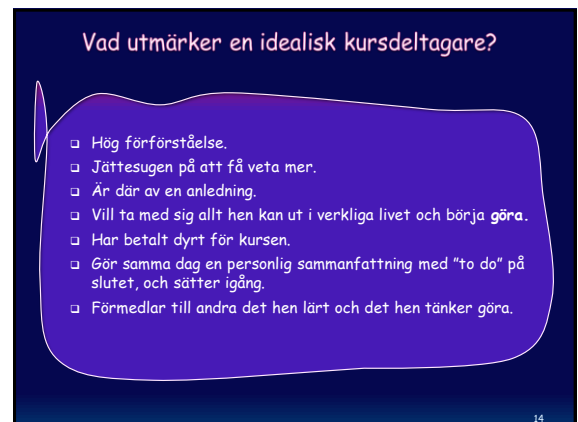 Vad utmärker en idealisk kursdeltagare?
❑ Hög förförståelse.
❑ Jättesugen på att få veta mer.
❑ Är där av en anledning.
❑ Vill ta med sig allt hen kan ut i verkliga livet och börja göra.
❑ Har betalt dyrt för kursen.
❑ Gör samma dag en personlig sammanfattning med ”to do” på
slutet, och sätter igång.
❑ Förmedlar till andra det hen lärt och det hen tänker göra.
14